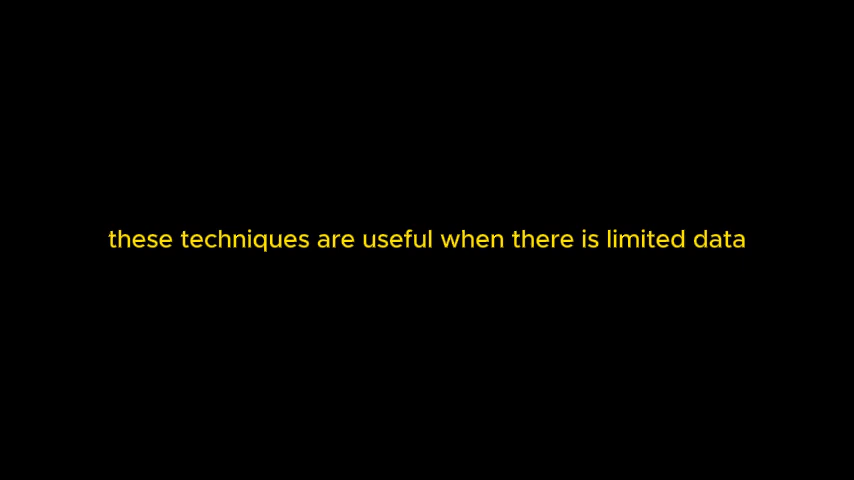 these techniques are useful when there is limited data